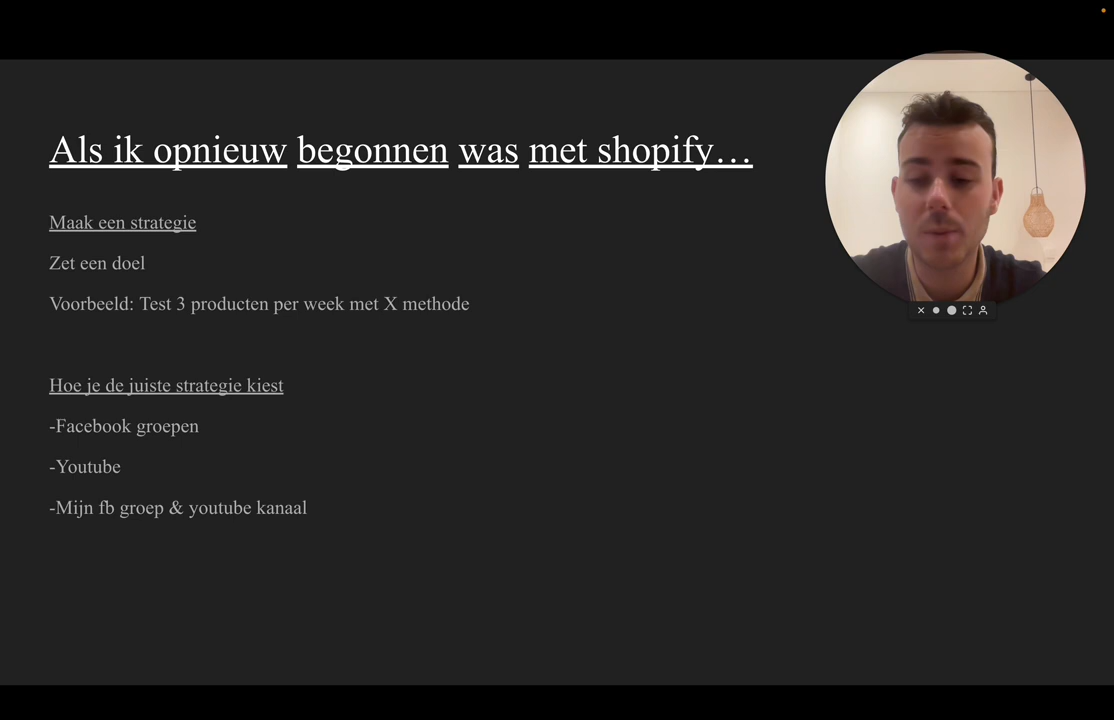 Als ik opnieuw begonnen was met shopify…
Maak een strategie
Zet een doel
Voorbeeld: Test 3 producten per week met X methode
Hoe je de juiste strategie kiest
-Facebook groepen
-Youtube
-Mijn fb groep & youtube kanaal